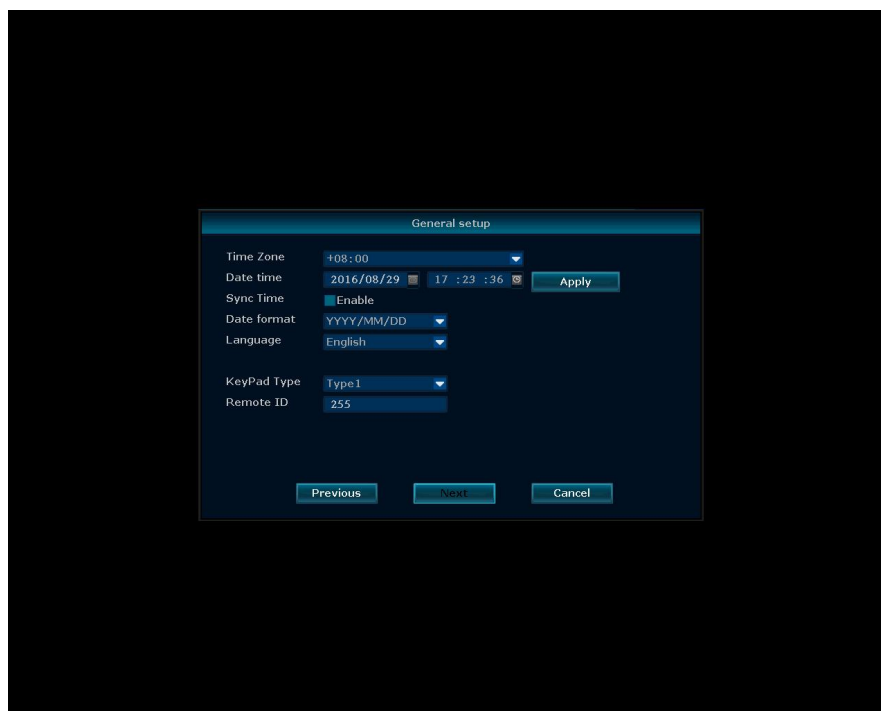 General setup
Time Zone +08:00
Date time 2016/08/29 17 :23 :36 Apply
Sync Time Enable
Date format YYYY/MM/DD
Language English
KeyPad Type Type1
Remote ID 255
Previous Next Cancel